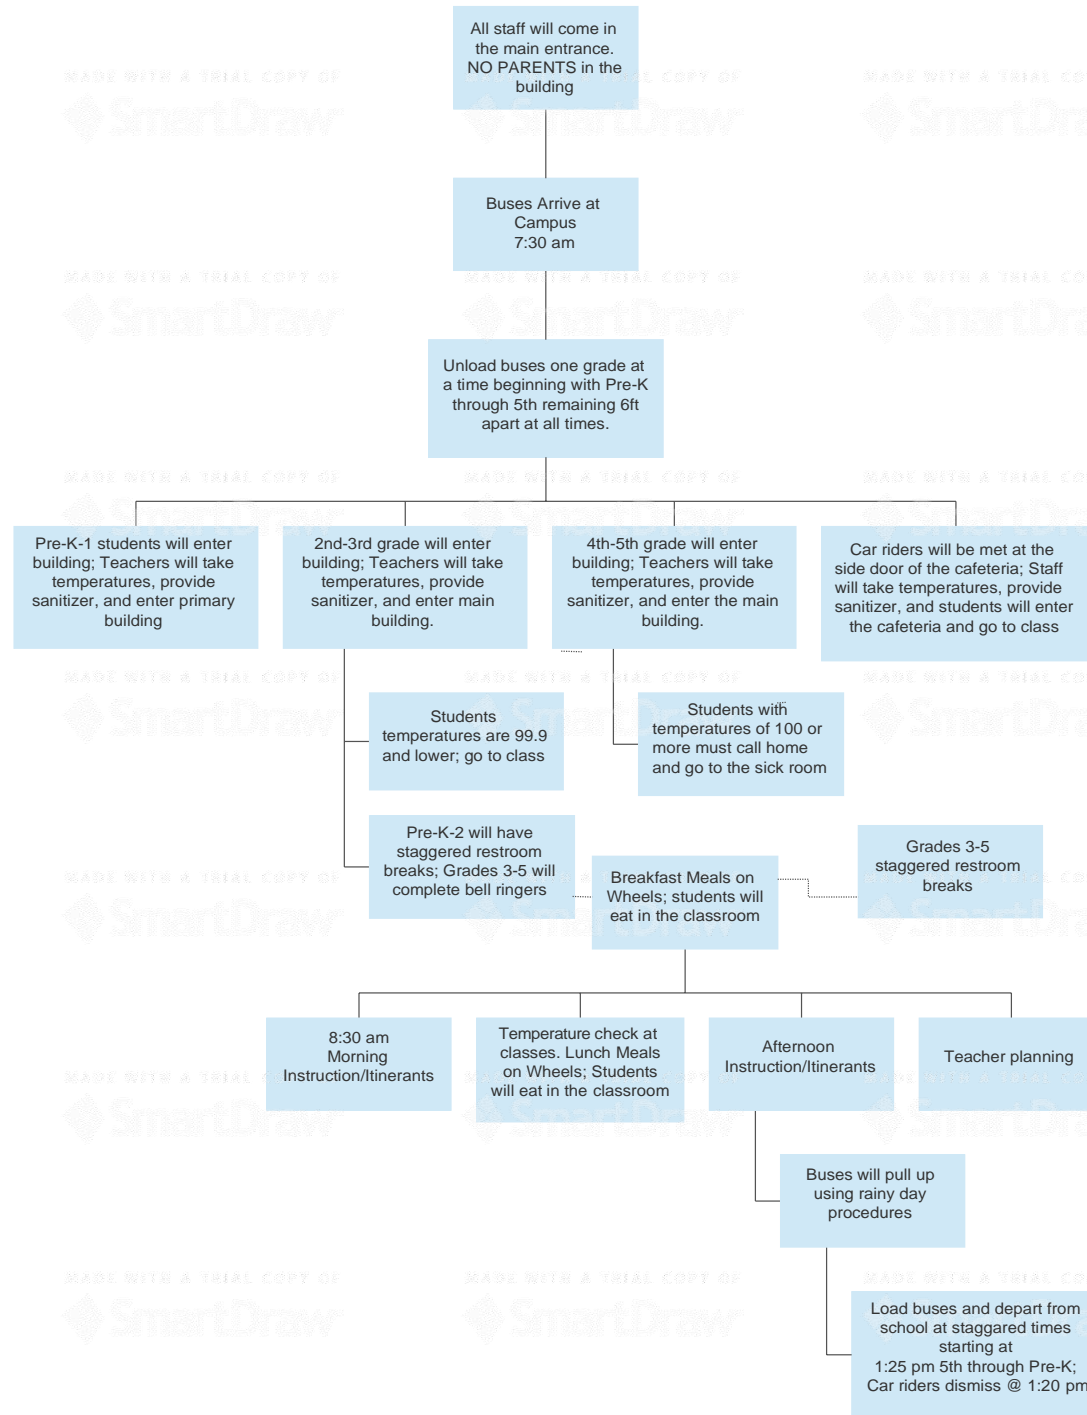 All staff will come in
the main entrance.
NO PARENTS in the
building
Buses Arrive at
Campus
7:30 am
Unload buses one grade at
a time beginning with Pre-K
through 5th remaining 6ft
apart at all times.
Pre-K-1 students will enter
building; Teachers will take
temperatures, provide
sanitizer, and enter primary
building
2nd-3rd grade will enter
building; Teachers will take
temperatures, provide
sanitizer, and enter main
building.
4th-5th grade will enter
building; Teachers will take
temperatures, provide
sanitizer, and enter the main
building.
Car riders will be met at the
side door of the cafeteria; Staff
will take temperatures, provide
sanitizer, and students will enter
the cafeteria and go to class
Students
temperatures are 99.9
and lower; go to class
Students with
temperatures of 100 or
more must call home
and go to the sick room
Pre-K-2 will have
staggered restroom
breaks; Grades 3-5 will
complete bell ringers
Breakfast Meals on
Wheels; students will
eat in the classroom
Grades 3-5
staggered restroom
breaks
8:30 am
Morning
Instruction/Itinerants
Temperature check at
classes. Lunch Meals
on Wheels; Students
will eat in the classroom
Afternoon
Instruction/Itinerants
Teacher planning
Buses will pull up
using rainy day
procedures
Load buses and depart from
school at staggared times
starting at
1:25 pm 5th through Pre-K;
Car riders dismiss @ 1:20 pm
MADE WITH A TRIAL COPY OF
SmartDraw